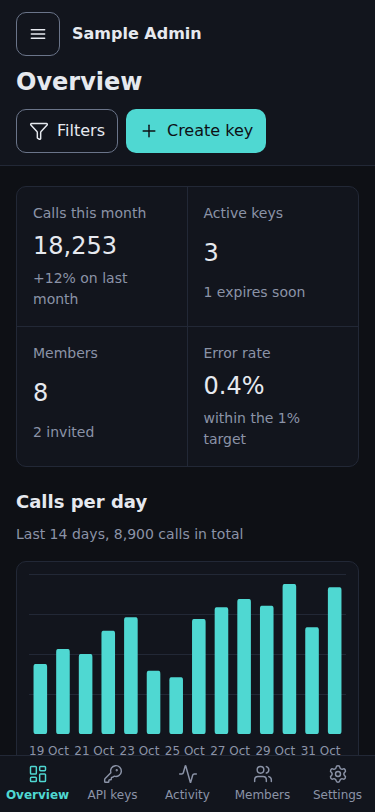 Sample Admin
Overview
Filters
Create key
Calls this month
18,253
+12% on last
month
Active keys
3
1 expires soon
Members
8
2 invited
Error rate
0.4%
within the 1%
target
Calls per day
Last 14 days, 8,900 calls in total
19 Oct 21 Oct 23 Oct 25 Oct 27 Oct 29 Oct 31 Oct
Overview API keys Activity Members Settings